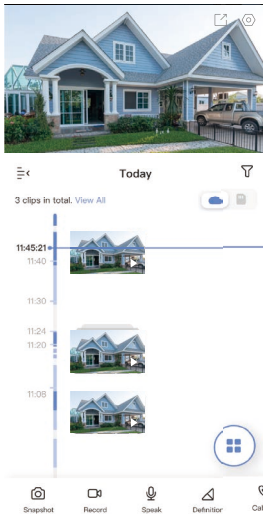 Today
3 clips in total. View All
11:45:21
11:40
11:30
11:24
11:20
11:08
Snapshot
Record
Speak
Definition